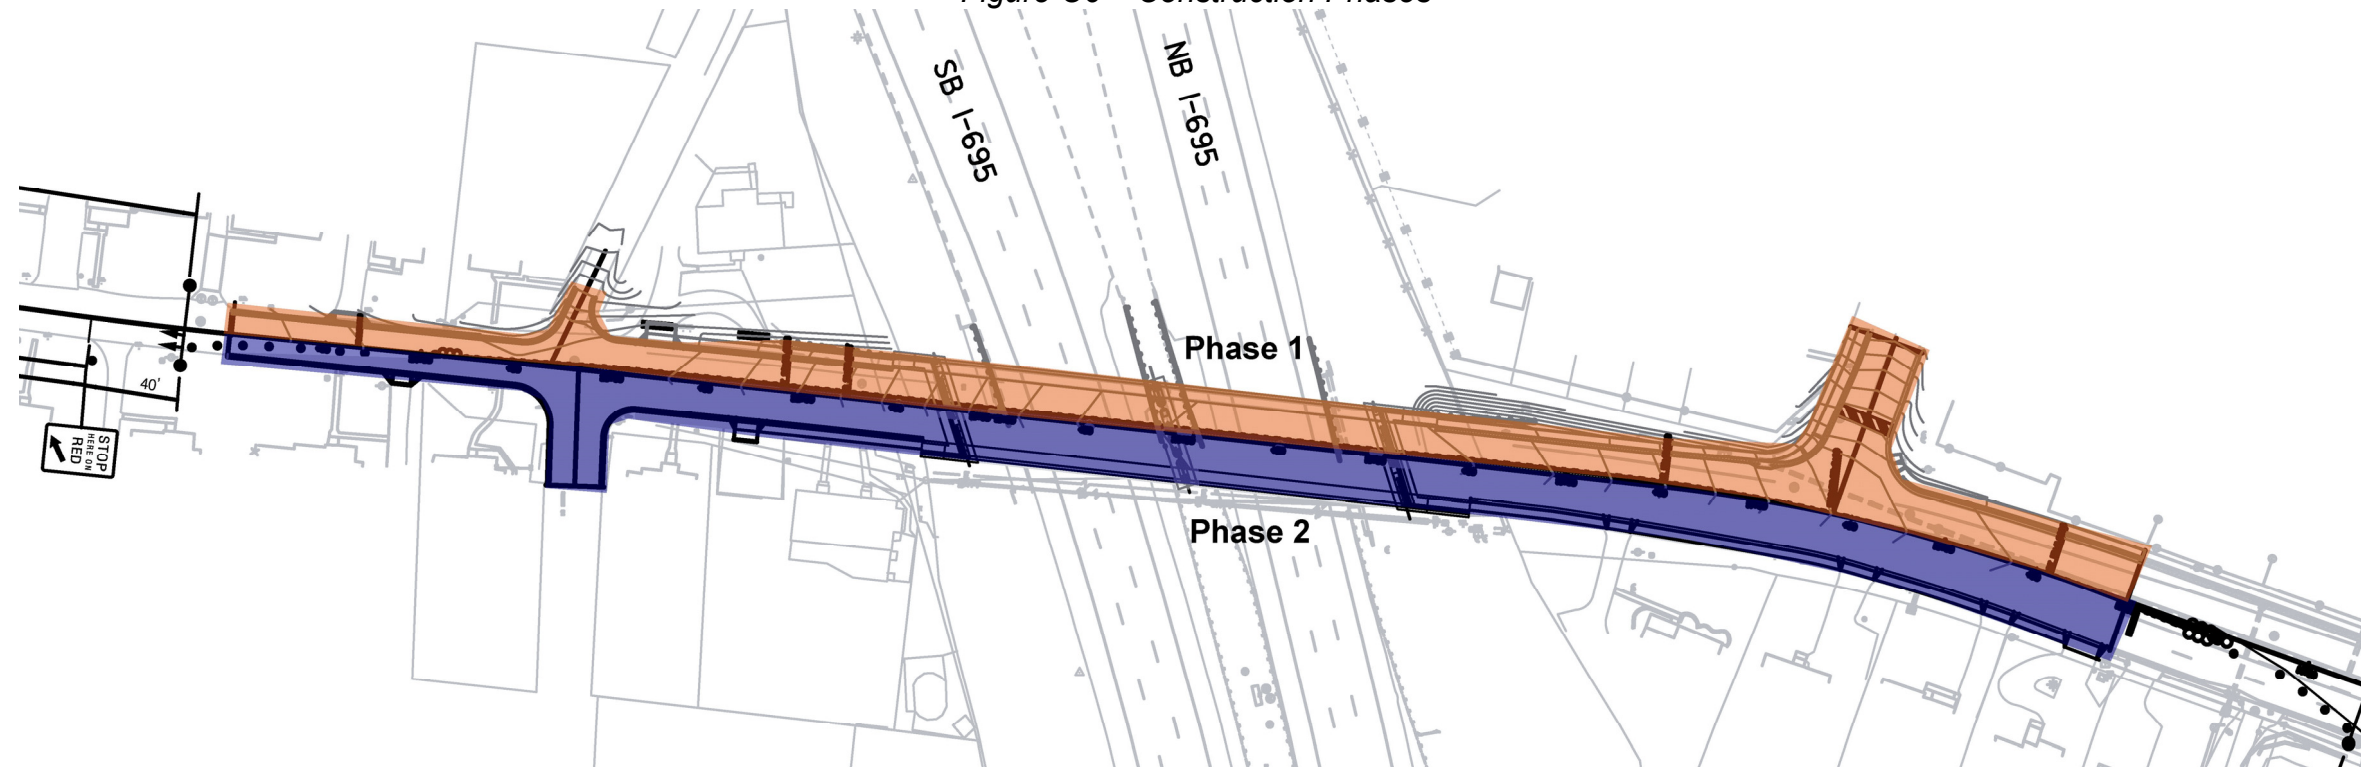 SB I-695
NB I-695
Phase 1
Phase 2
40'
STOP
HERE ON
RED